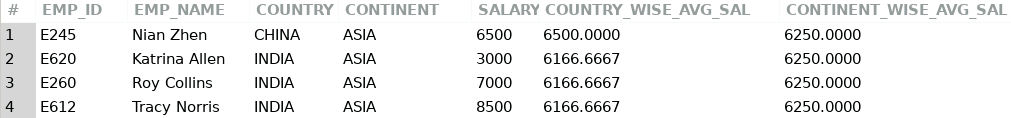 # EMP_ID EMP_NAME COUNTRY CONTINENT SALARY COUNTRY_WISE_AVG_SAL CONTINENT_WISE_AVG_SAL
1 E245 Nian Zhen CHINA ASIA 6500 6500.0000 6250.0000
2 E620 Katrina Allen INDIA ASIA 3000 6166.6667 6250.0000
3 E260 Roy Collins INDIA ASIA 7000 6166.6667 6250.0000
4 E612 Tracy Norris INDIA ASIA 8500 6166.6667 6250.0000